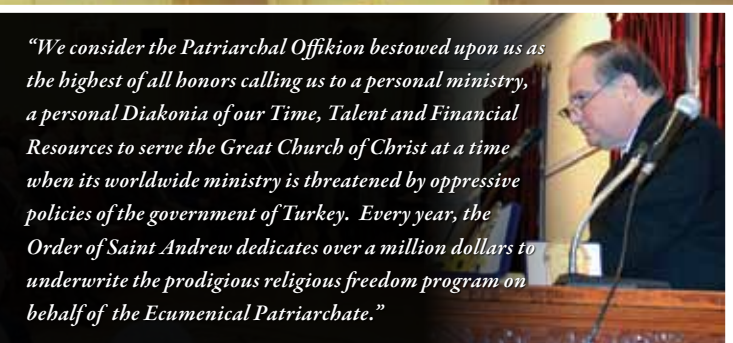 “We consider the Patriarchal Offikion bestowed upon us as
the highest of all honors calling us to a personal ministry,
a personal Diakonia of our Time, Talent and Financial
Resources to serve the Great Church of Christ at a time
when its worldwide ministry is threatened by oppressive
policies of the government of Turkey.  Every year, the
Order of Saint Andrew dedicates over a million dollars to
underwrite the prodigious religious freedom program on
behalf of the Ecumenical Patriarchate.”